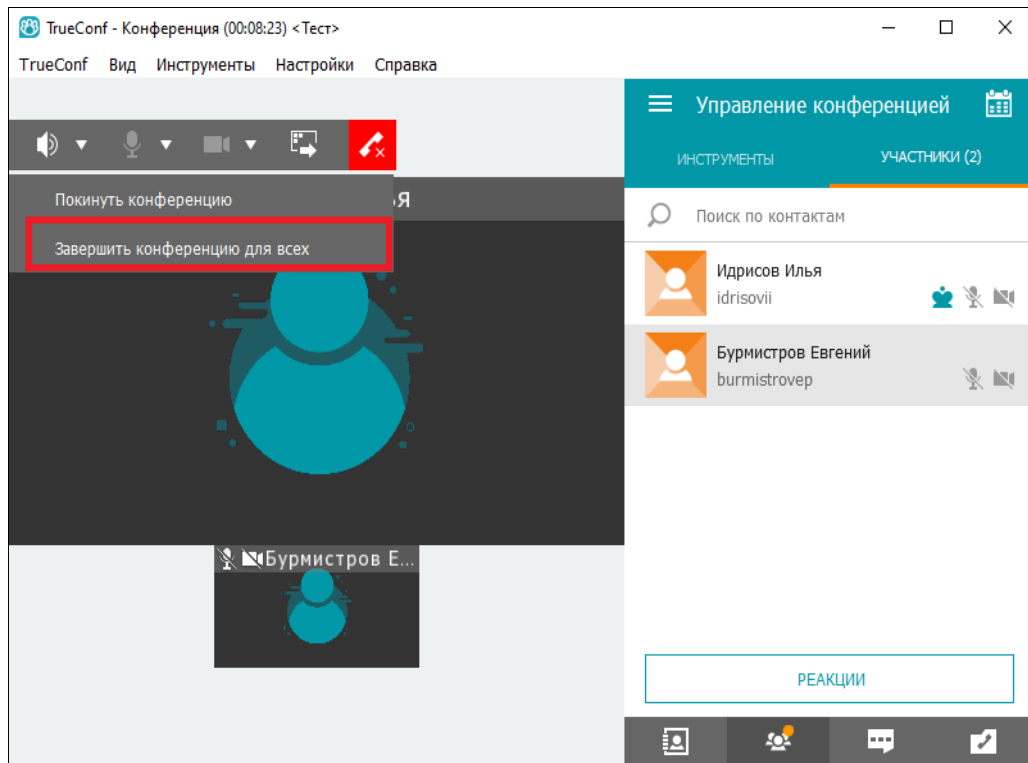 TrueConf - Конференция (00:08:23) <Тест>
TrueConf Вид Инструменты Настройки Справка
Управление конференцией
ИНСТРУМЕНТЫ УЧАСТНИКИ (2)
Покинуть конференцию
Завершить конференцию для всех
ья
Поиск по контактам
Идрисов Илья
idrisovii
Бурмистров Евгений
burmistrovep
Бурмистров Е...
РЕАКЦИИ